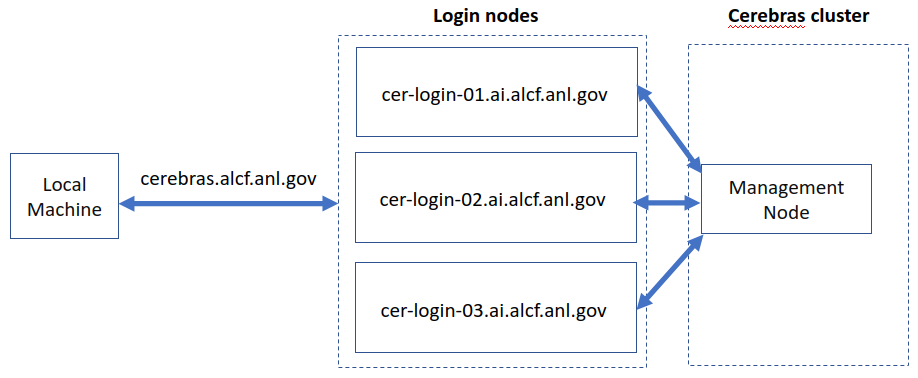 Login nodes
Cerebras cluster
cer-login-01.ai.alcf.anl.gov
Local
Machine
cerebras.alcf.anl.gov
cer-login-02.ai.alcf.anl.gov
Management
Node
cer-login-03.ai.alcf.anl.gov